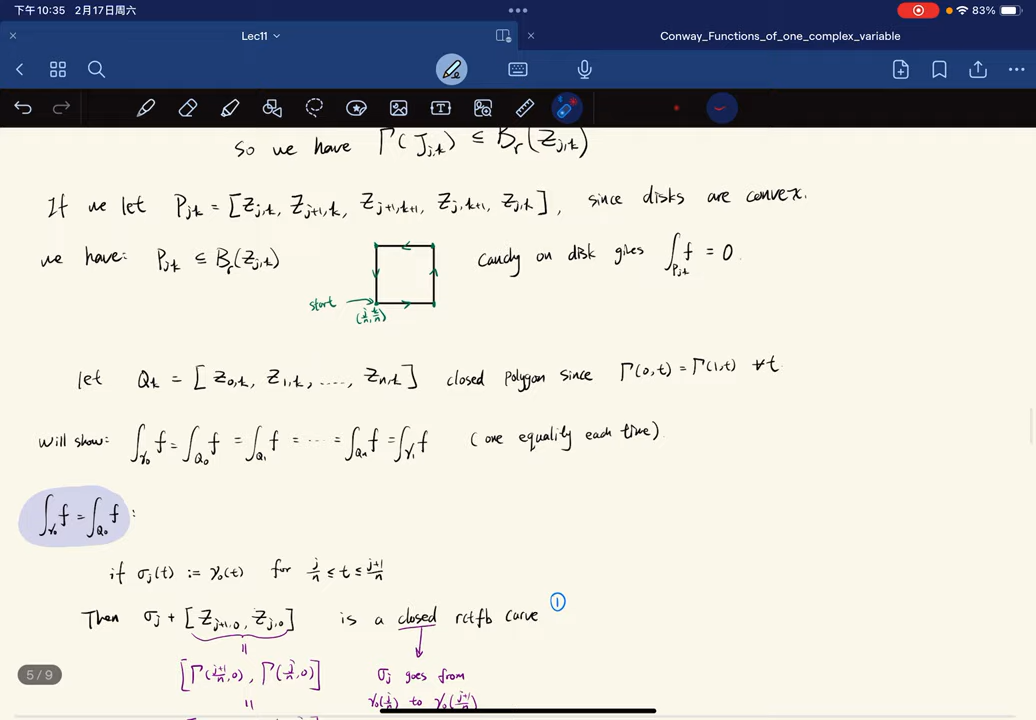 下午10:35 2月17日周六
83%
Lec11
Conway_Functions_of_one_complex_variable
So we have Γ(J_{j,k}) ⊆ B_r(Z_{j,k})
If we let P_{jk} = [Z_{j,k}, Z_{j+1,k}, Z_{j+1,k+1}, Z_{j,k+1}, Z_{j,k}], since disks are convex.
we have: P_{jk} ⊆ B_r(Z_{j,k})
start
(j/n, k/n)
Cauchy on disk gives ∫_{P_{jk}} f = 0.
let Q_k = [Z_{0,k}, Z_{1,k}, ...., Z_{n,k}] closed polygon since Γ(0,t) = Γ(1,t) ∀t
will show: ∫_{γ_0} f = ∫_{Q_0} f = ∫_{Q_1} f = ... = ∫_{Q_n} f = ∫_{γ_1} f (one equality each time).
∫_{γ_0} f = ∫_{Q_0} f :
if σ_j(t) := γ_0(t) for j/n ≤ t ≤ j+1/n
Then σ_j + [Z_{j+1,0}, Z_{j,0}] is a closed rctfb curve ①
=
[Γ(j+1/n, 0), Γ(j/n, 0)]
=
σ_j goes from
γ_0(j/n) to γ_0(j+1/n)
5/9